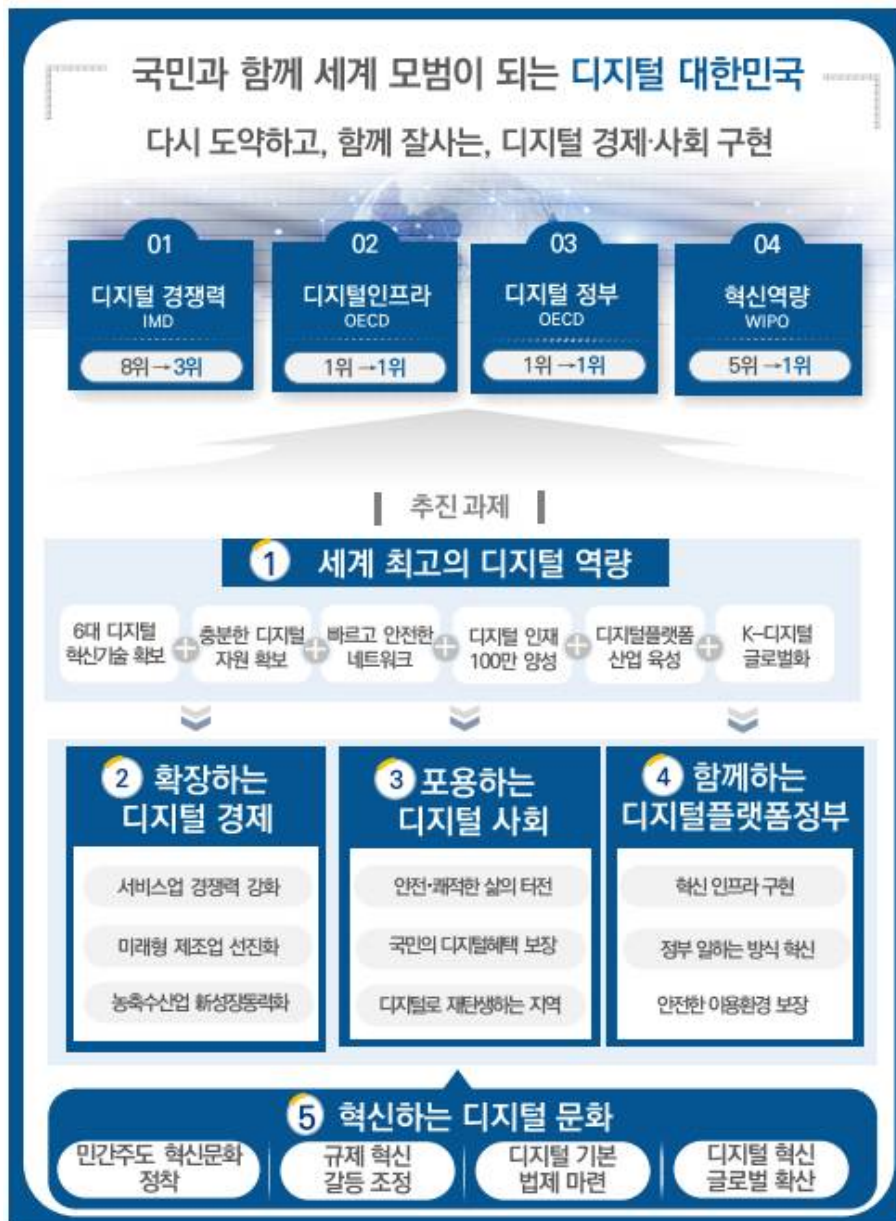 국민과 함께 세계 모범이 되는 디지털 대한민국
다시 도약하고, 함께 잘사는, 디지털 경제·사회 구현
01
디지털 경쟁력
IMD
8위→3위
02
디지털인프라
OECD
1위→1위
03
디지털 정부
OECD
1위→1위
04
혁신역량
WIPO
5위→1위
추진 과제
1 세계 최고의 디지털 역량
6대 디지털
혁신기술 확보
충분한 디지털
자원 확보
바르고 안전한
네트워크
디지털 인재
100만 양성
디지털플랫폼
산업 육성
K-디지털
글로벌화
2 확장하는
디지털 경제
서비스업 경쟁력 강화
미래형 제조업 선진화
농축수산업 新성장동력화
3 포용하는
디지털 사회
안전·쾌적한 삶의 터전
국민의 디지털혜택 보장
디지털로 재탄생하는 지역
4 함께하는
디지털플랫폼정부
혁신 인프라 구현
정부 일하는 방식 혁신
안전한 이용환경 보장
5 혁신하는 디지털 문화
민간주도 혁신문화
정착
규제 혁신
갈등 조정
디지털 기본
법제 마련
디지털 혁신
글로벌 확산